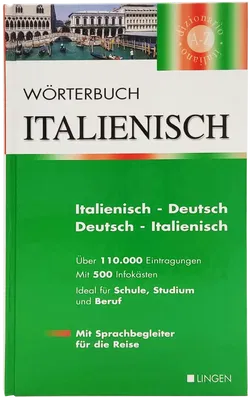 dizionario
A-Z
italiano
WÖRTERBUCH
ITALIENISCH
Italienisch - Deutsch
Deutsch - Italienisch
Über 110.000 Eintragungen
Mit 500 Infokästen
Ideal für Schule, Studium
und Beruf
Mit Sprachbegleiter
für die Reise
LINGEN